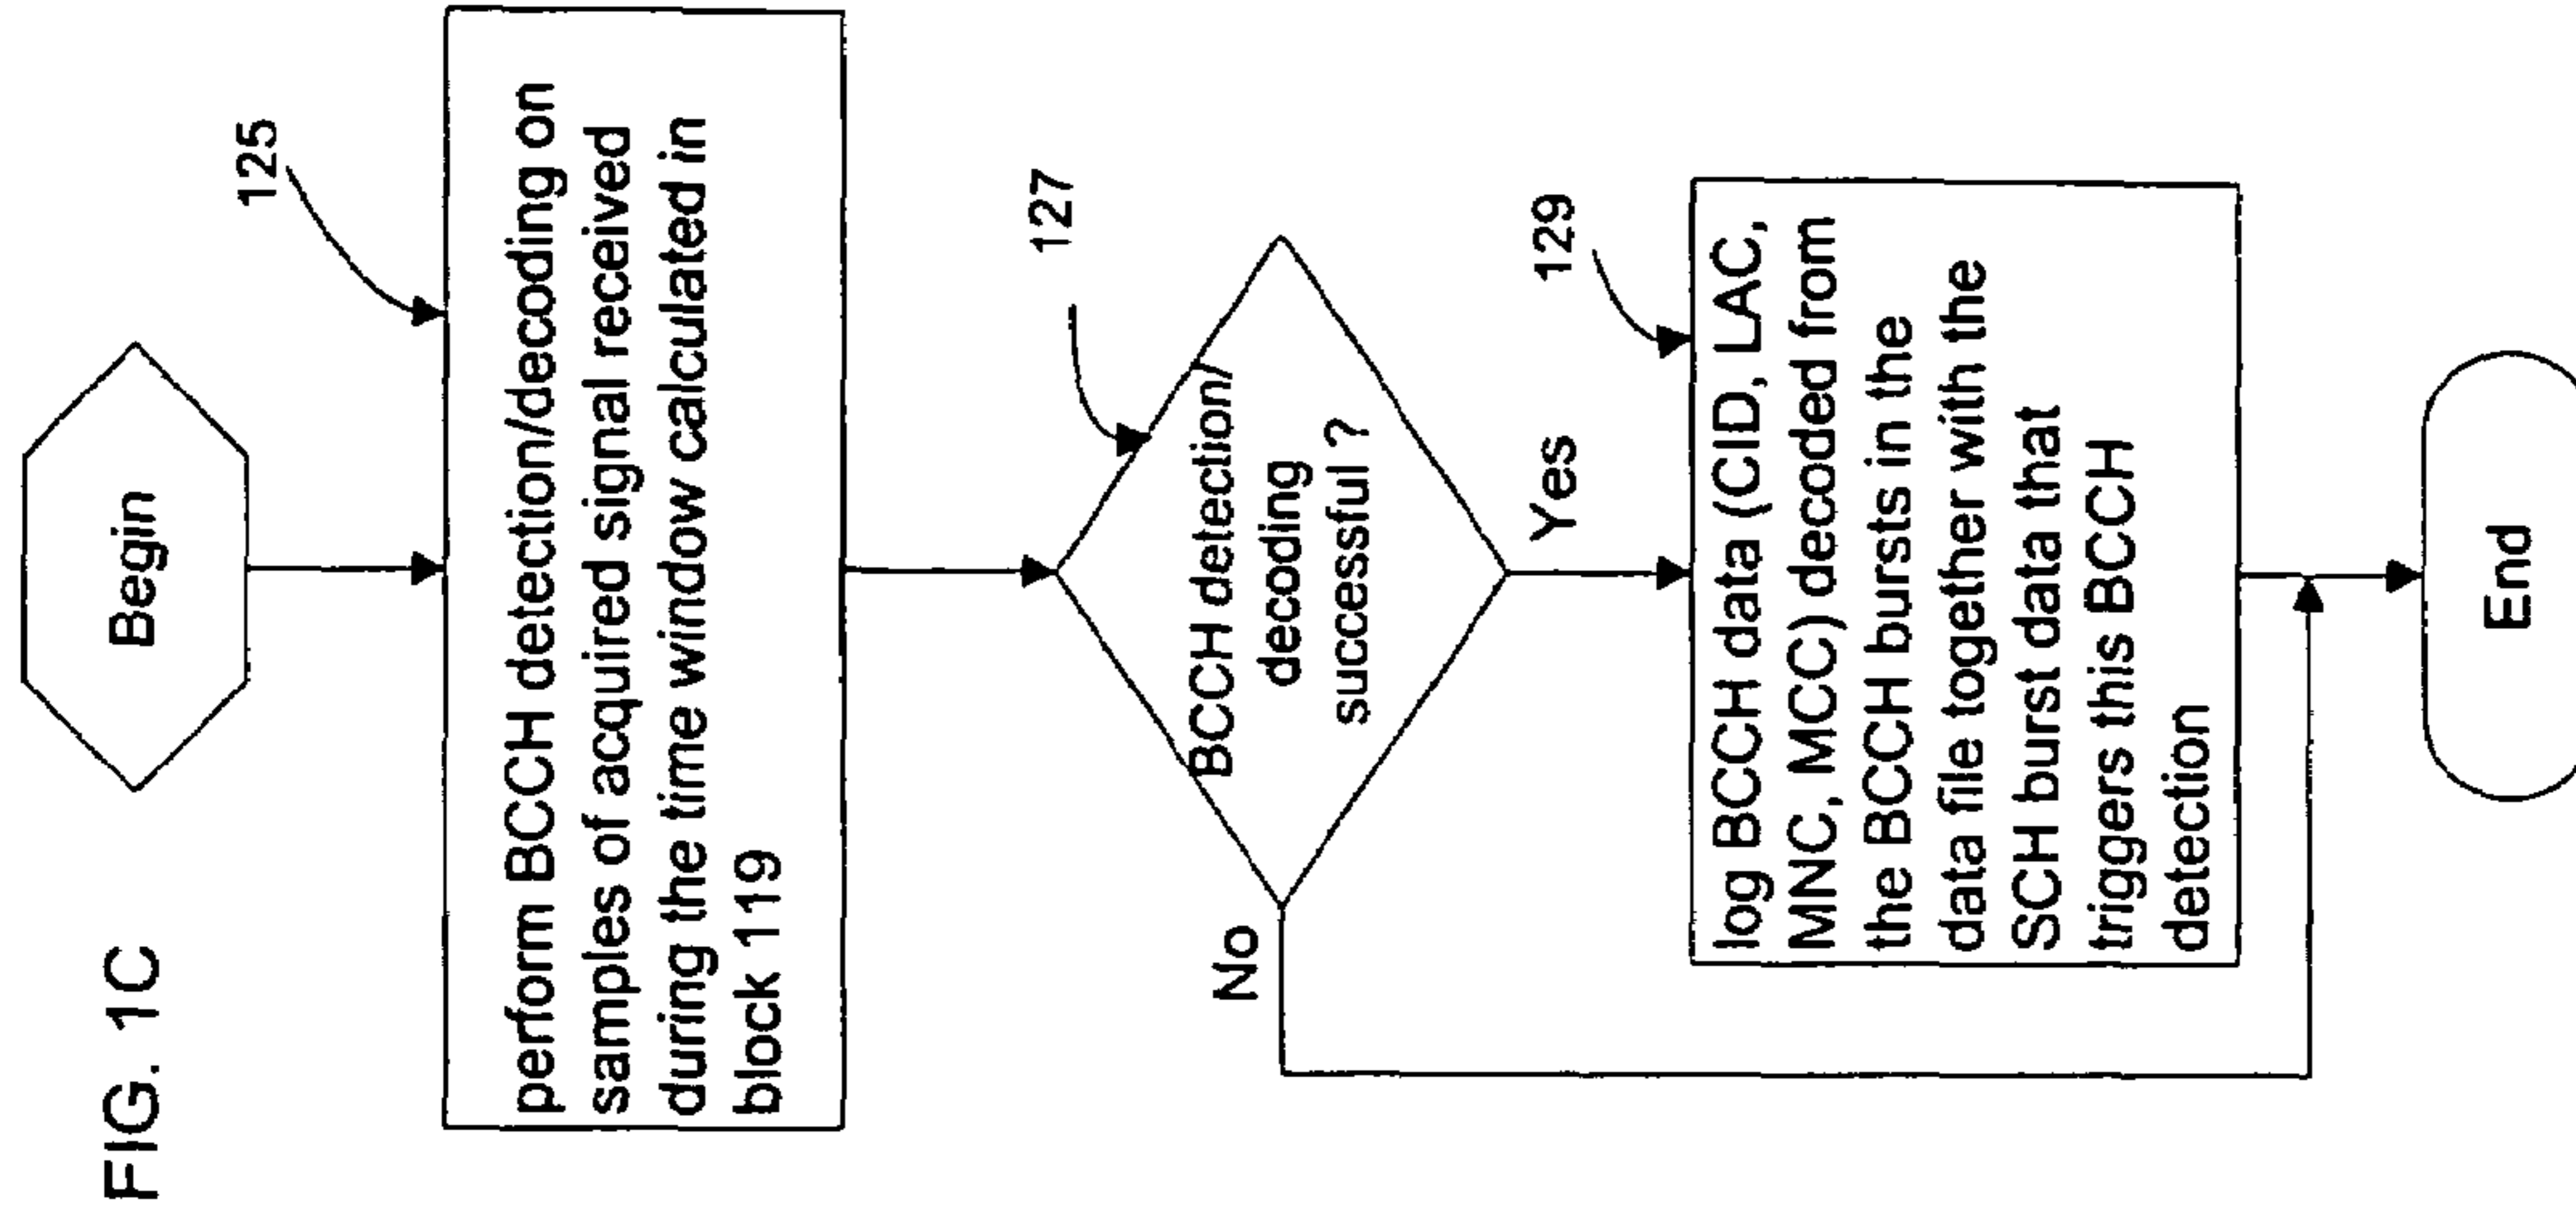 FIG. 1C
Begin
125
perform BCCH detection/decoding on
samples of acquired signal received
during the time window calculated in
block 119
127
BCCH detection/
decoding
successful ?
No
Yes
129
log BCCH data (CID, LAC,
MNC, MCC) decoded from
the BCCH bursts in the
data file together with the
SCH burst data that
triggers this BCCH
detection
End